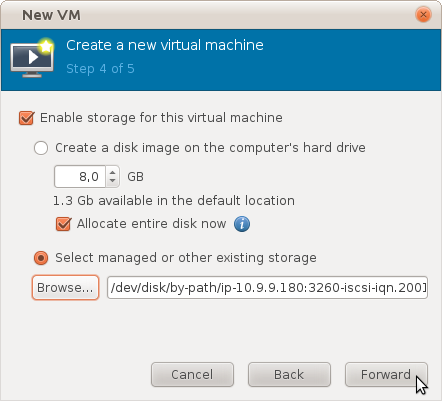 New VM
Create a new virtual machine
Step 4 of 5
Enable storage for this virtual machine
Create a disk image on the computer's hard drive
8,0 GB
1.3 Gb available in the default location
Allocate entire disk now
Select managed or other existing storage
Browse... /dev/disk/by-path/ip-10.9.9.180:3260-iscsi-iqn.2001
Cancel Back Forward